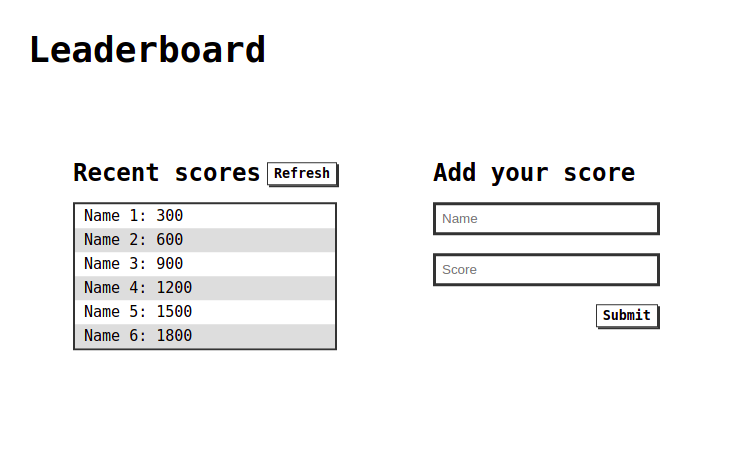 Leaderboard
Recent scores Refresh
Name 1: 300
Name 2: 600
Name 3: 900
Name 4: 1200
Name 5: 1500
Name 6: 1800
Add your score
Name
Score
Submit